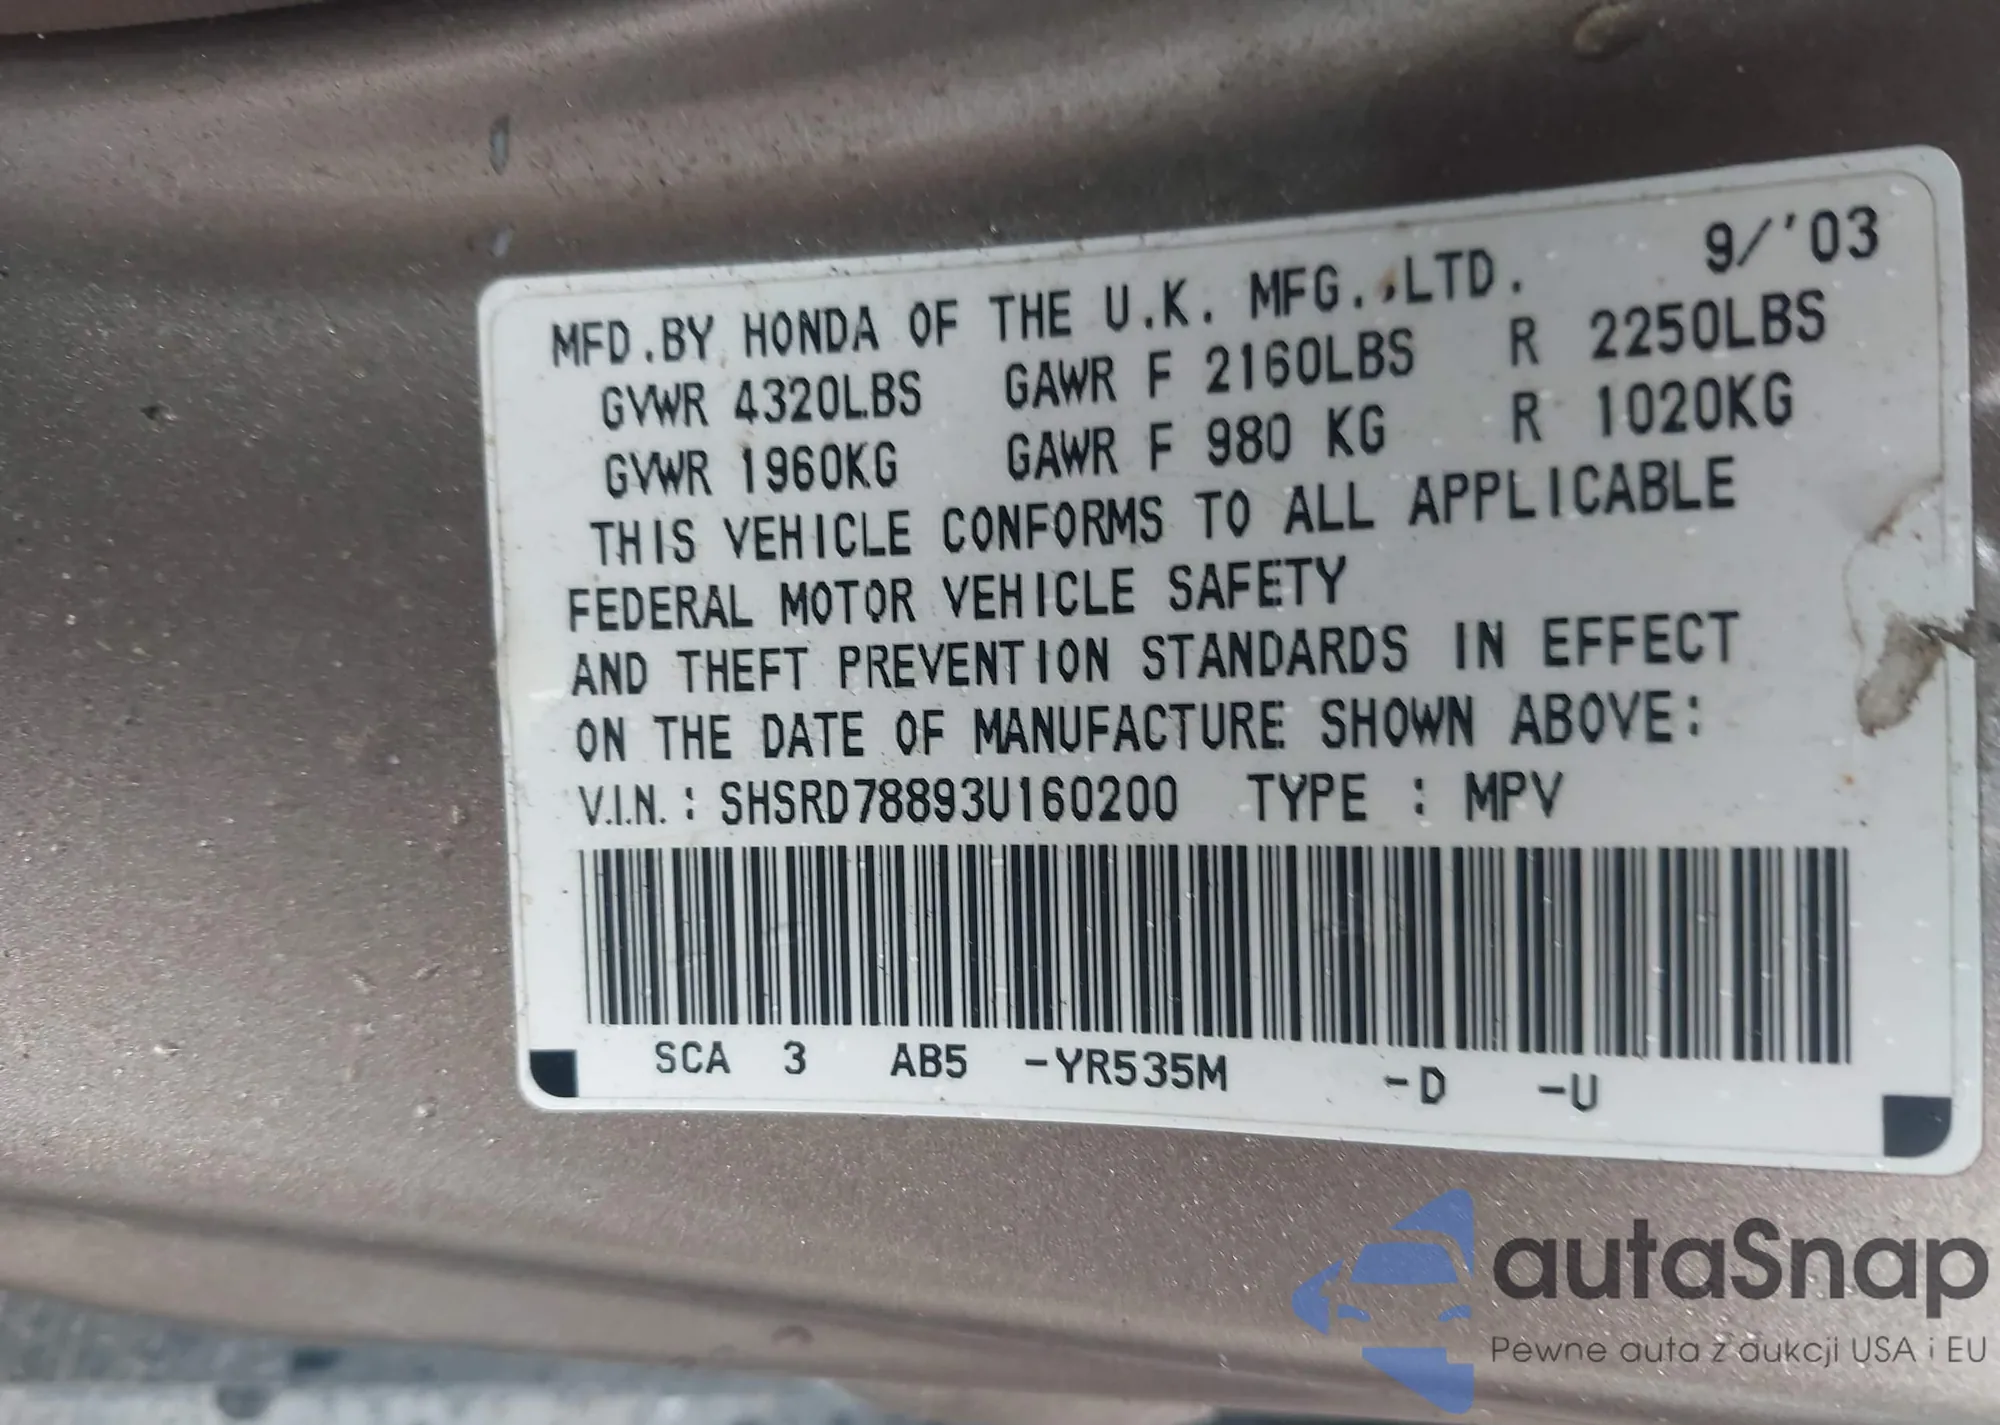 9/'03
MFD.BY HONDA OF THE U.K. MFG.,LTD.
GVWR 4320LBS GAWR F 2160LBS R 2250LBS
GVWR 1960KG GAWR F 980 KG R 1020KG
THIS VEHICLE CONFORMS TO ALL APPLICABLE
FEDERAL MOTOR VEHICLE SAFETY
AND THEFT PREVENTION STANDARDS IN EFFECT
ON THE DATE OF MANUFACTURE SHOWN ABOVE:
V.I.N. : SHSRD78893U160200 TYPE : MPV
SCA 3 AB5 -YR535M -D -U
autaSnap
Pewne auta z aukcji USA i EU